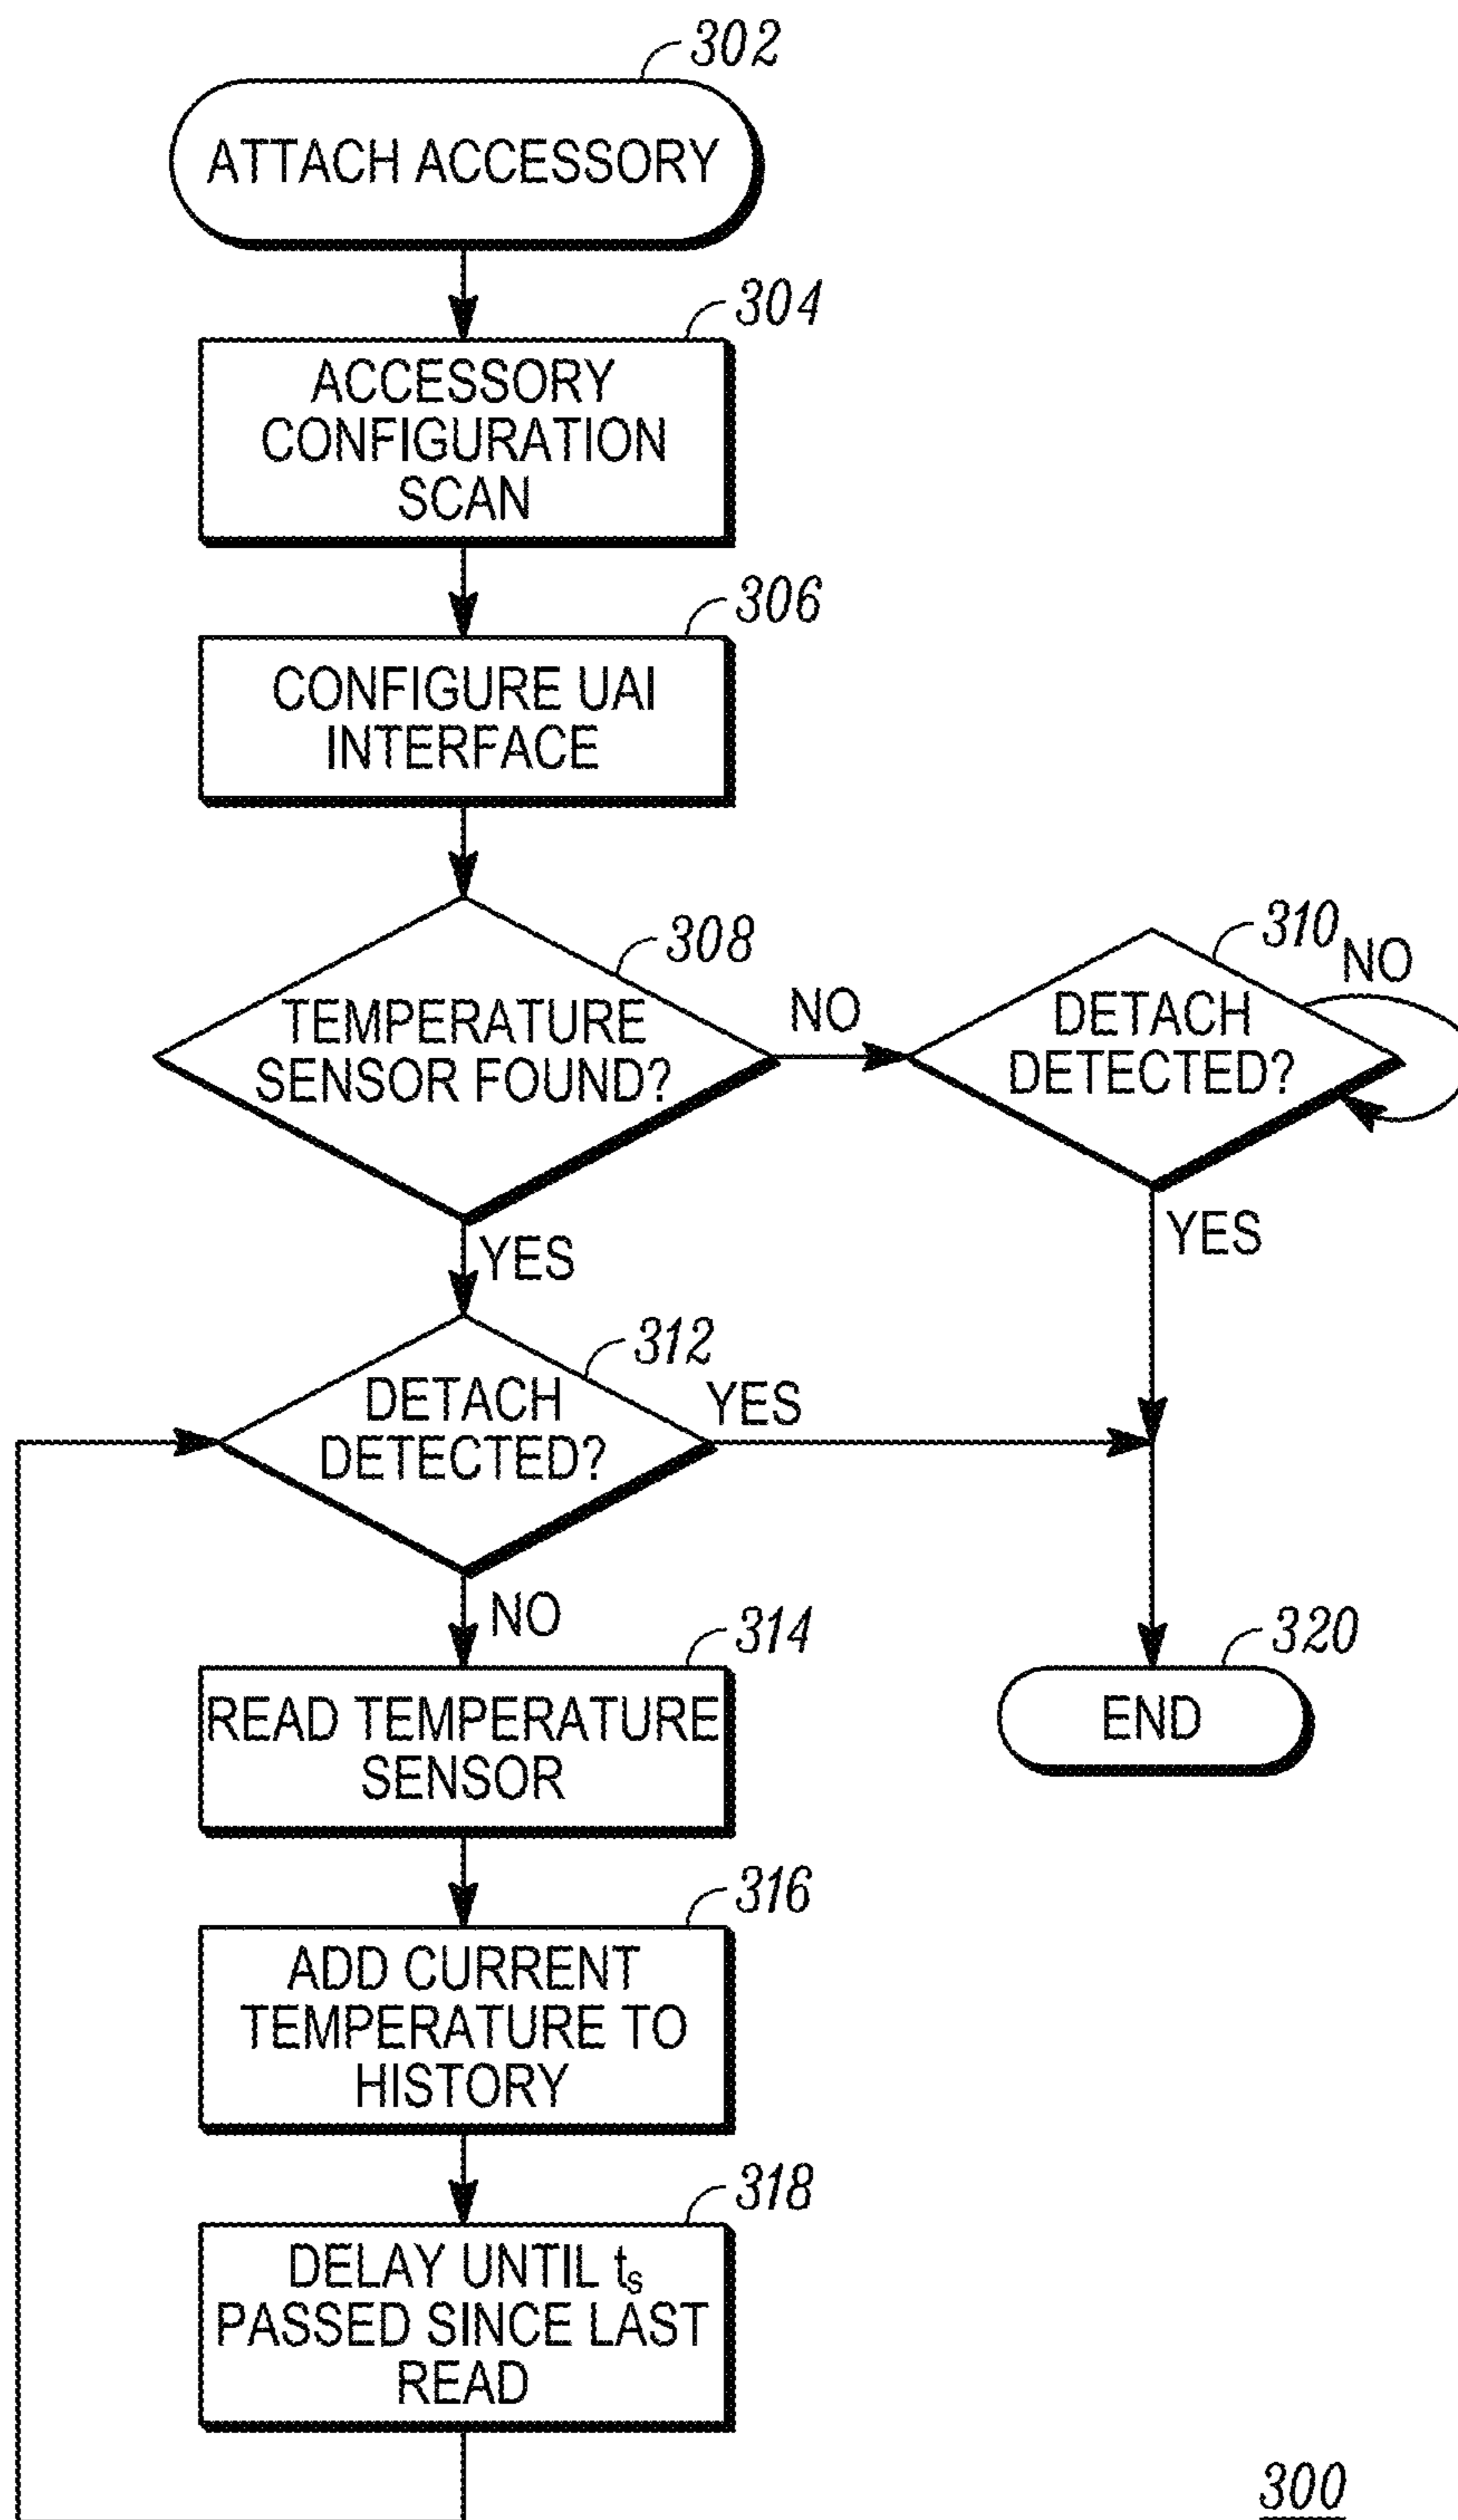 302
ATTACH ACCESSORY
304
ACCESSORY
CONFIGURATION
SCAN
306
CONFIGURE UAI
INTERFACE
308
TEMPERATURE
SENSOR FOUND?
NO
310
NO
DETACH
DETECTED?
YES
YES
312
DETACH
DETECTED?
YES
NO
314
READ TEMPERATURE
SENSOR
320
END
316
ADD CURRENT
TEMPERATURE TO
HISTORY
318
DELAY UNTIL ts
PASSED SINCE LAST
READ
300